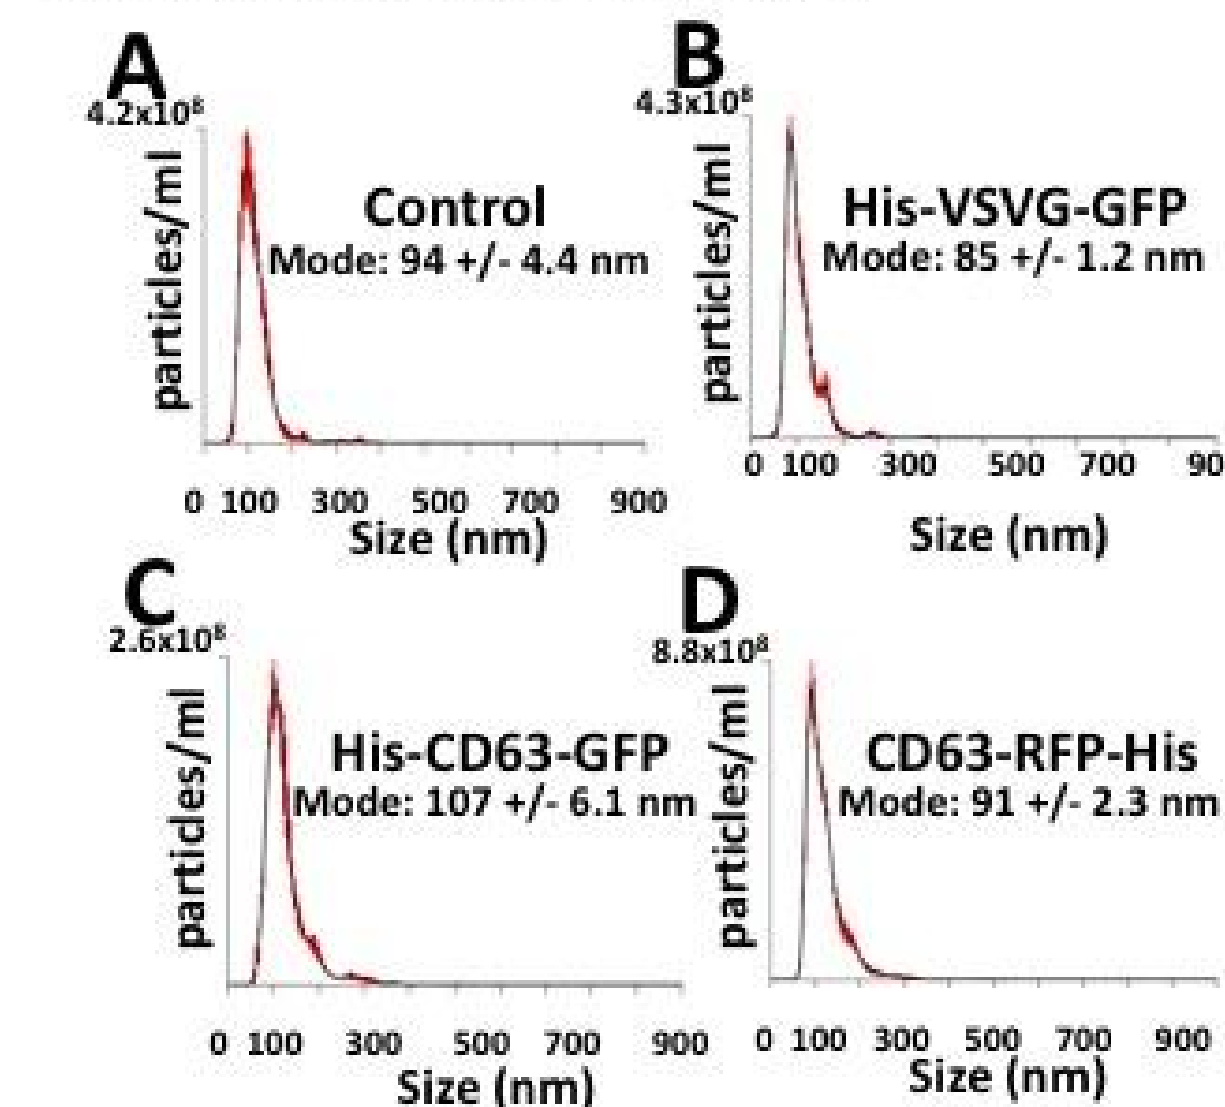 A
4.2x10⁸
particles/ml
Control
Mode: 94 +/- 4.4 nm
0 100 300 500 700 900
Size (nm)
B
4.3x10⁸
particles/ml
His-VSVG-GFP
Mode: 85 +/- 1.2 nm
0 100 300 500 700 90
Size (nm)
C
2.6x10⁸
particles/ml
His-CD63-GFP
Mode: 107 +/- 6.1 nm
0 100 300 500 700 900
Size (nm)
D
8.8x10⁸
particles/ml
CD63-RFP-His
Mode: 91 +/- 2.3 nm
0 100 300 500 700 900
Size (nm)